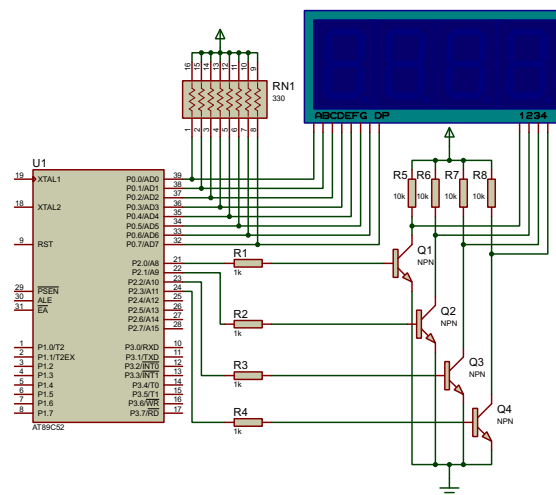 16 15 14 13 12 11 10 9
RN1
330
1 2 3 4 5 6 7 8
ABCDEFG DP
1234
U1
19 XTAL1
18 XTAL2
9 RST
29 PSEN
30 ALE
31 EA
1 P1.0/T2
2 P1.1/T2EX
3 P1.2
4 P1.3
5 P1.4
6 P1.5
7 P1.6
8 P1.7
P0.0/AD0 39
P0.1/AD1 38
P0.2/AD2 37
P0.3/AD3 36
P0.4/AD4 35
P0.5/AD5 34
P0.6/AD6 33
P0.7/AD7 32
P2.0/A8 21
P2.1/A9 22
P2.2/A10 23
P2.3/A11 24
P2.4/A12 25
P2.5/A13 26
P2.6/A14 27
P2.7/A15 28
P3.0/RXD 10
P3.1/TXD 11
P3.2/INT0 12
P3.3/INT1 13
P3.4/T0 14
P3.5/T1 15
P3.6/WR 16
P3.7/RD 17
AT89C52
R1
1k
R2
1k
R3
1k
R4
1k
R5 R6 R7 R8
10k 10k 10k 10k
Q1
NPN
Q2
NPN
Q3
NPN
Q4
NPN